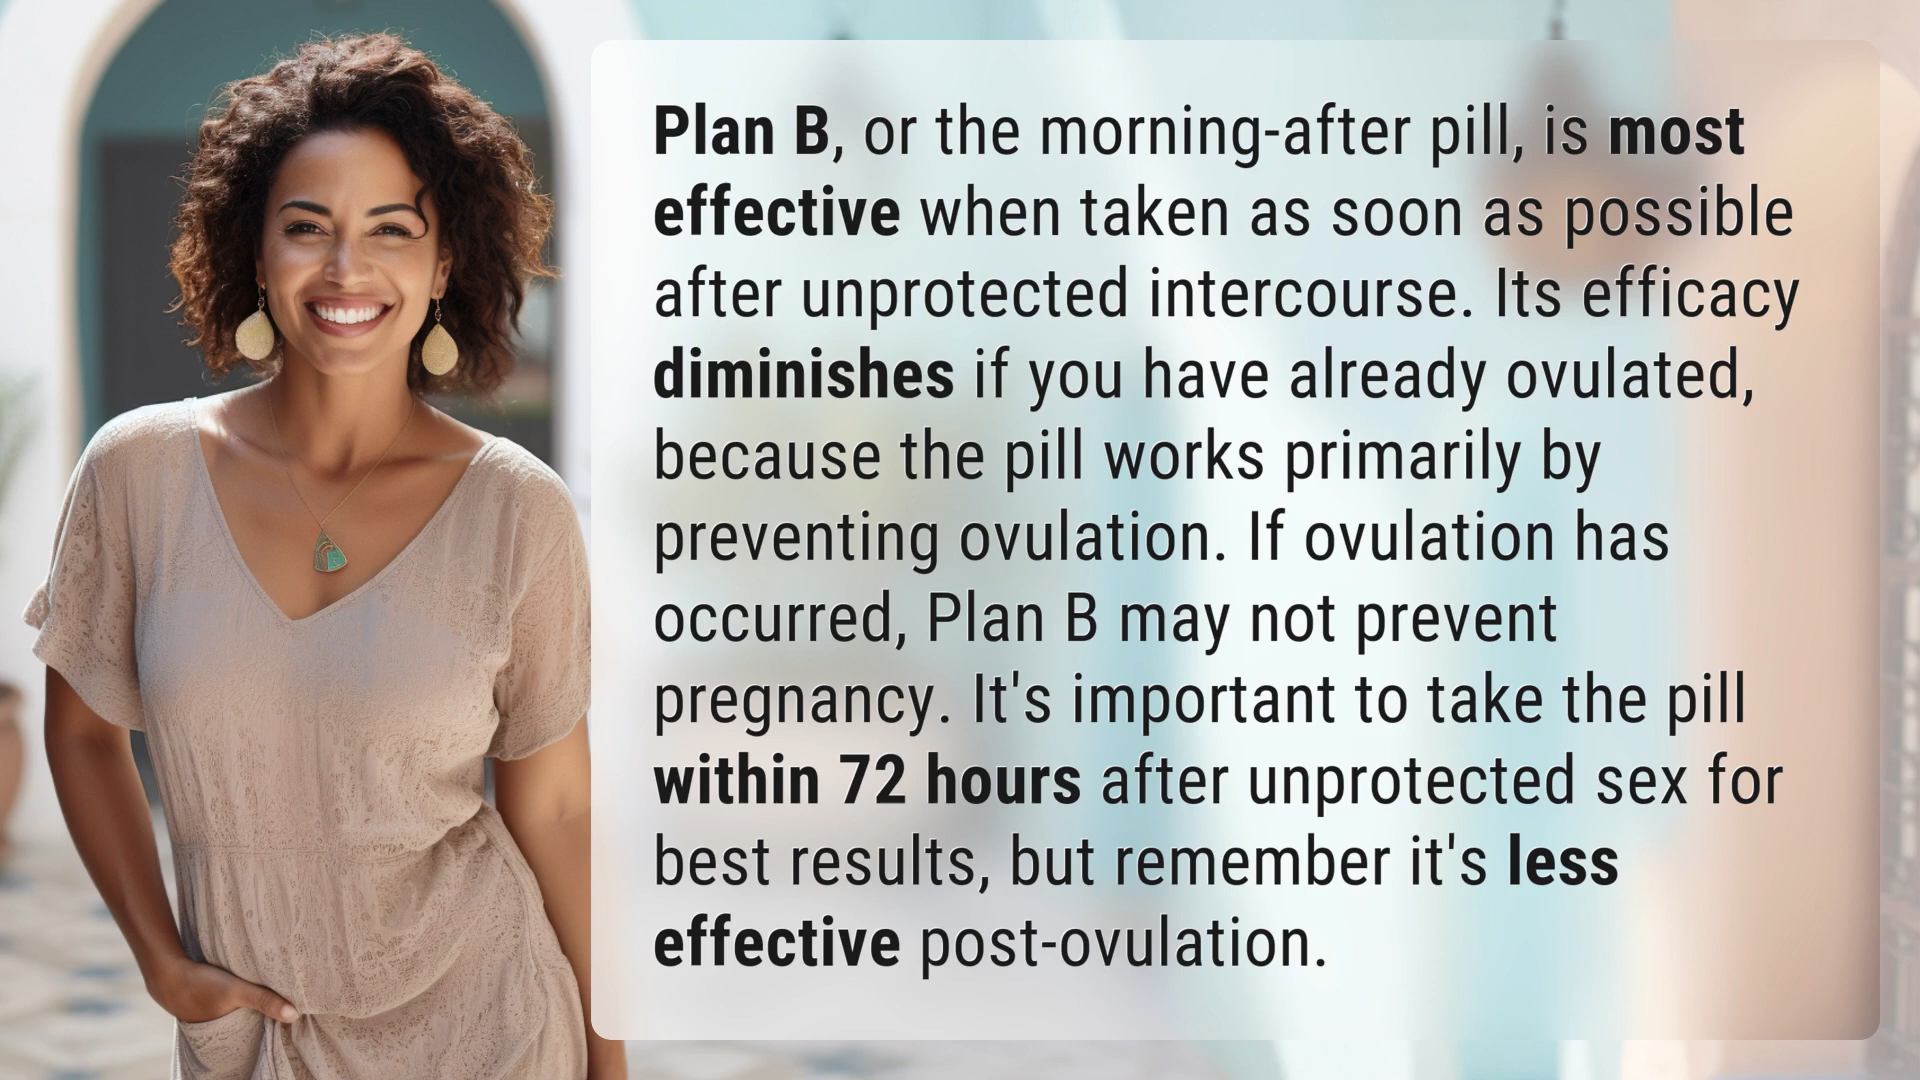 Plan B, or the morning-after pill, is most
effective when taken as soon as possible
after unprotected intercourse. Its efficacy
diminishes if you have already ovulated,
because the pill works primarily by
preventing ovulation. If ovulation has
occurred, Plan B may not prevent
pregnancy. It's important to take the pill
within 72 hours after unprotected sex for
best results, but remember it's less
effective post-ovulation.